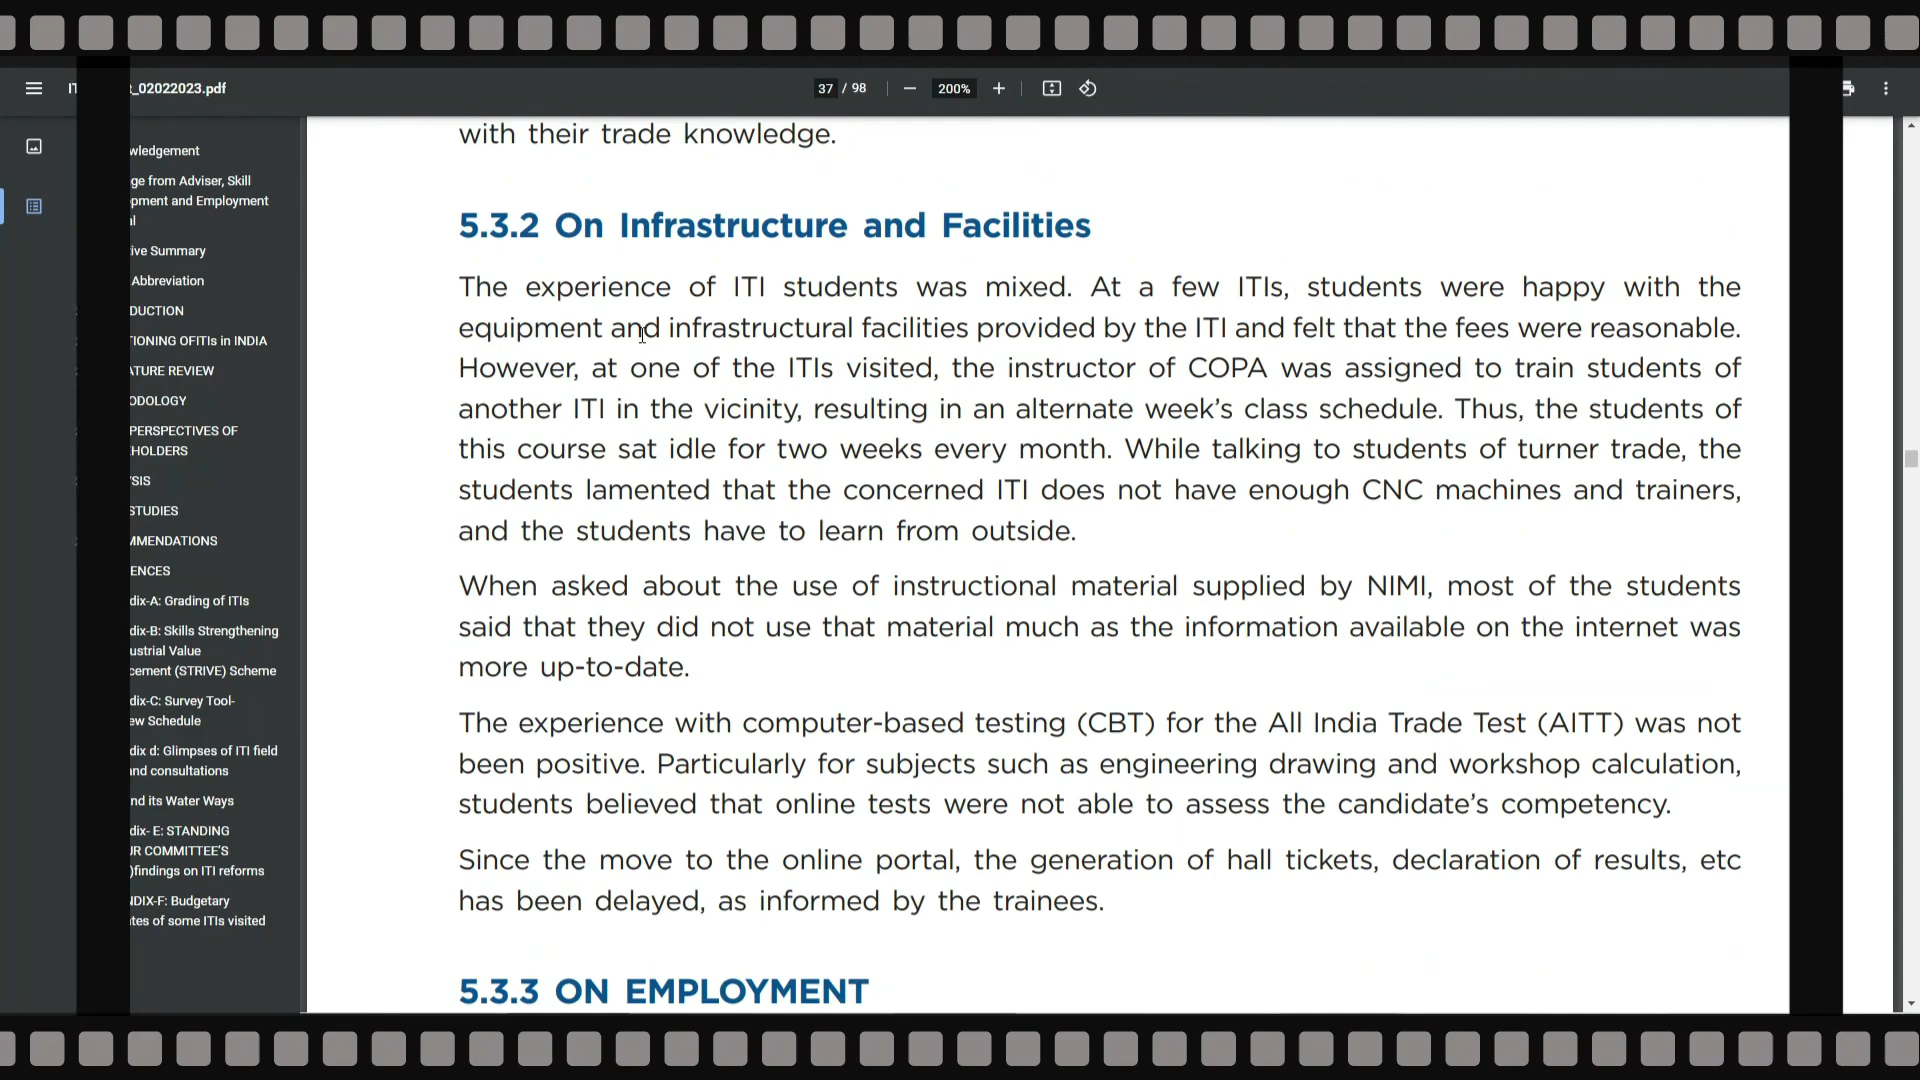 _02022023.pdf
37 / 98
200%
wledgement
ge from Adviser, Skill
pment and Employment
ive Summary
Abbreviation
DUCTION
TIONING OFITIs in INDIA
ATURE REVIEW
ODOLOGY
PERSPECTIVES OF
HOLDERS
SIS
STUDIES
MMENDATIONS
ENCES
dix-A: Grading of ITIs
dix-B: Skills Strengthening
ustrial Value
cement (STRIVE) Scheme
dix-C: Survey Tool-
ew Schedule
dix d: Glimpses of ITI field
and consultations
nd its Water Ways
dix- E: STANDING
UR COMMITTEE'S
)findings on ITI reforms
NDIX-F: Budgetary
ates of some ITIs visited
with their trade knowledge.
5.3.2 On Infrastructure and Facilities
The experience of ITI students was mixed. At a few ITIs, students were happy with the
equipment and infrastructural facilities provided by the ITI and felt that the fees were reasonable.
However, at one of the ITIs visited, the instructor of COPA was assigned to train students of
another ITI in the vicinity, resulting in an alternate week's class schedule. Thus, the students of
this course sat idle for two weeks every month. While talking to students of turner trade, the
students lamented that the concerned ITI does not have enough CNC machines and trainers,
and the students have to learn from outside.
When asked about the use of instructional material supplied by NIMI, most of the students
said that they did not use that material much as the information available on the internet was
more up-to-date.
The experience with computer-based testing (CBT) for the All India Trade Test (AITT) was not
been positive. Particularly for subjects such as engineering drawing and workshop calculation,
students believed that online tests were not able to assess the candidate's competency.
Since the move to the online portal, the generation of hall tickets, declaration of results, etc
has been delayed, as informed by the trainees.
5.3.3 ON EMPLOYMENT